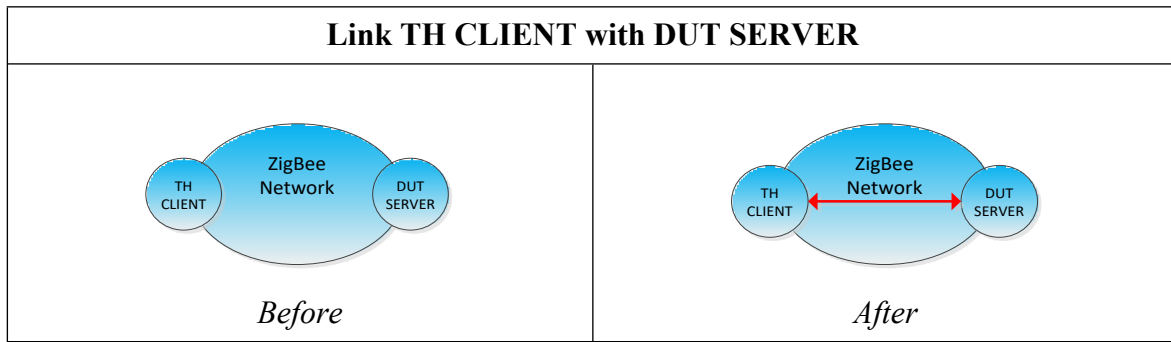 Link TH CLIENT with DUT SERVER
ZigBee
Network
TH
CLIENT
DUT
SERVER
Before
ZigBee
Network
TH
CLIENT
DUT
SERVER
After